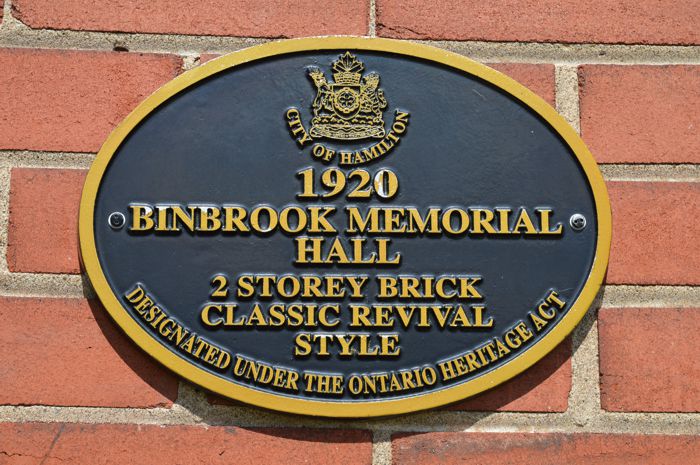 CITY OF HAMILTON
1920
BINBROOK MEMORIAL
HALL
2 STOREY BRICK
CLASSIC REVIVAL
STYLE
DESIGNATED UNDER THE ONTARIO HERITAGE ACT